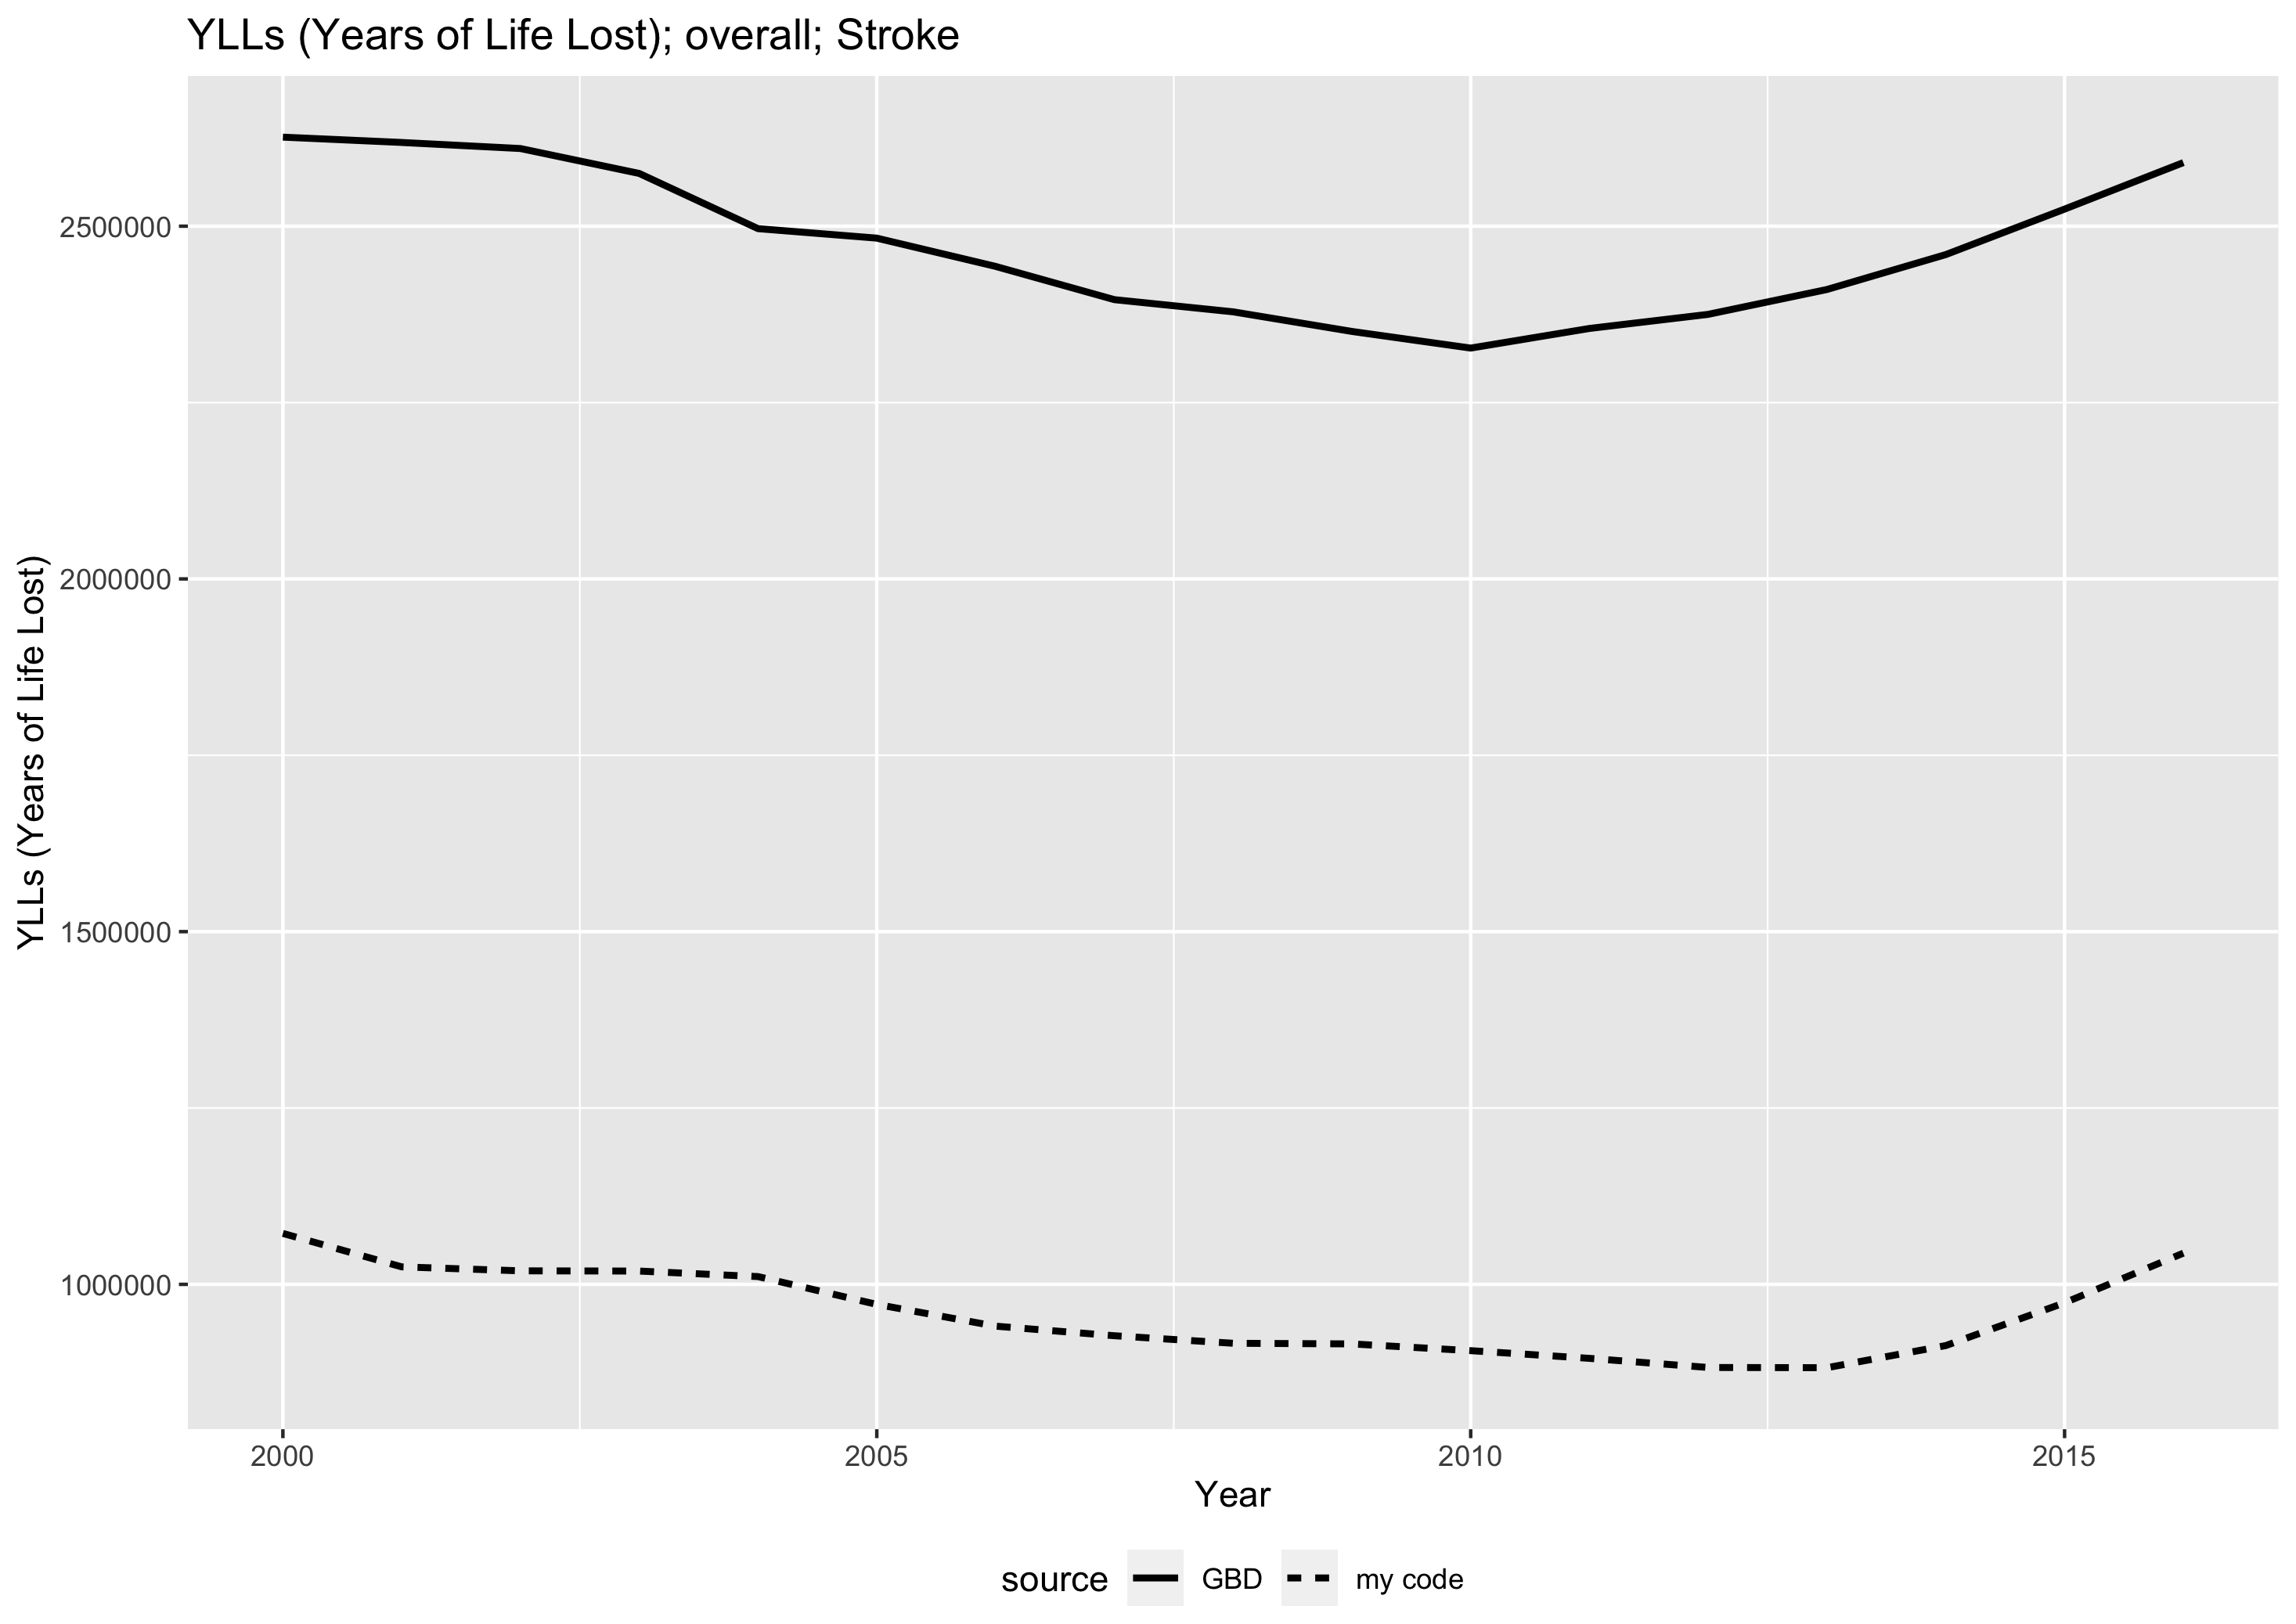 YLLs (Years of Life Lost); overall; Stroke
YLLs (Years of Life Lost)
2500000
2000000
1500000
1000000
2000 2005 2010 2015
Year
source GBD my code